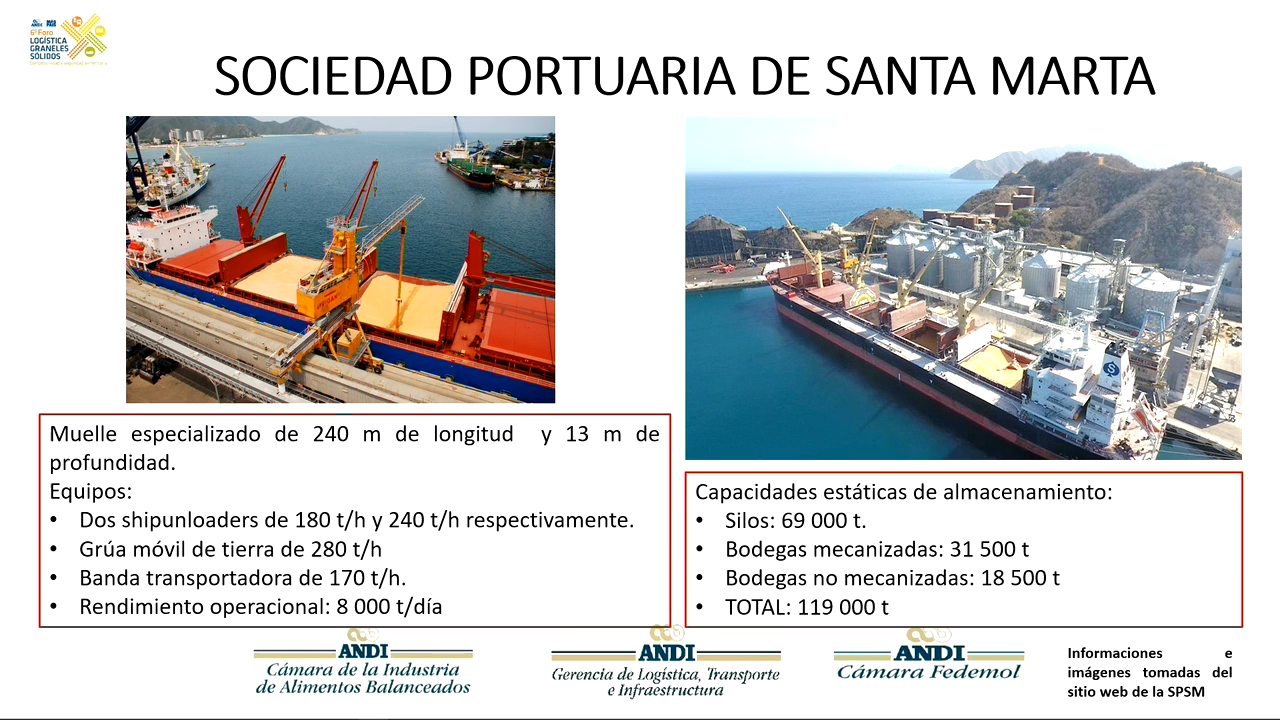 ANDI MÁS PAÍS
6º Foro
LOGÍSTICA
GRANELES
SÓLIDOS
SOCIEDAD PORTUARIA DE SANTA MARTA
Muelle especializado de 240 m de longitud y 13 m de
profundidad.
Equipos:
• Dos shipunloaders de 180 t/h y 240 t/h respectivamente.
• Grúa móvil de tierra de 280 t/h
• Banda transportadora de 170 t/h.
• Rendimiento operacional: 8 000 t/día
Capacidades estáticas de almacenamiento:
• Silos: 69 000 t.
• Bodegas mecanizadas: 31 500 t
• Bodegas no mecanizadas: 18 500 t
• TOTAL: 119 000 t
ANDI
Cámara de la Industria
de Alimentos Balanceados
ANDI
Gerencia de Logística, Transporte
e Infraestructura
ANDI
Cámara Fedemol
Informaciones e
imágenes tomadas del
sitio web de la SPSM